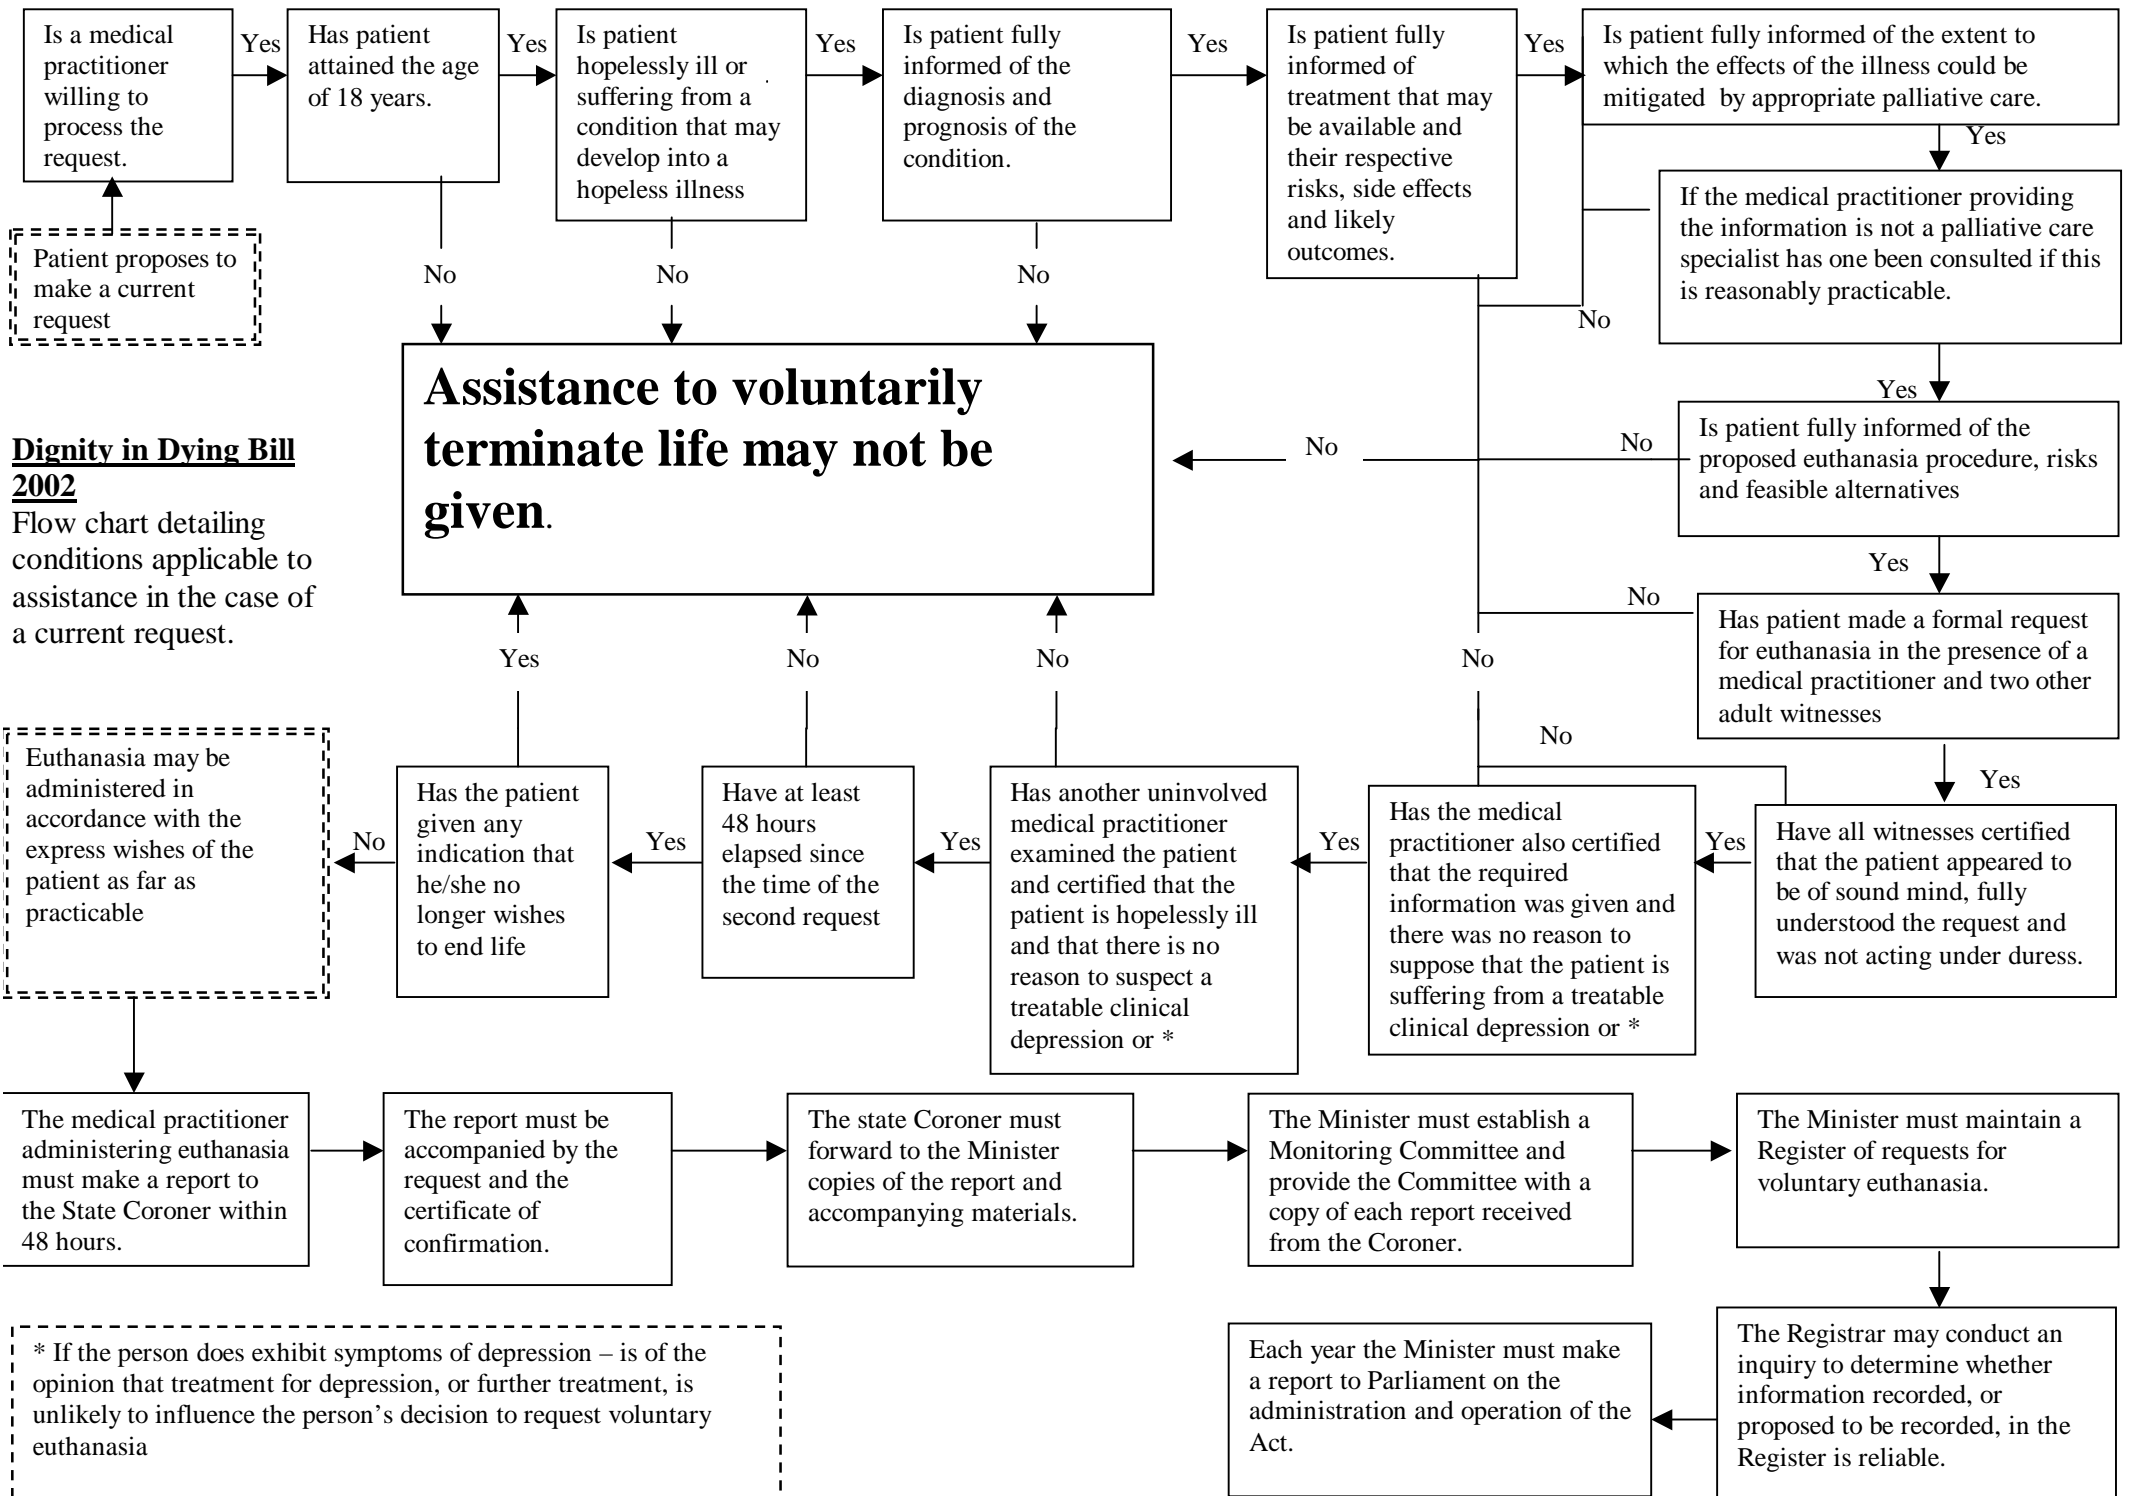 Is a medical
practitioner
willing to
process the
request.
Yes
Has patient
attained the age
of 18 years.
Yes
Is patient
hopelessly ill or
suffering from a
condition that may
develop into a
hopeless illness
Yes
Is patient fully
informed of the
diagnosis and
prognosis of the
condition.
Yes
Is patient fully
informed of
treatment that may
be available and
their respective
risks, side effects
and likely
outcomes.
Yes
Is patient fully informed of the extent to
which the effects of the illness could be
mitigated by appropriate palliative care.
Yes
Patient proposes to
make a current
request
No
No
No
No
If the medical practitioner providing
the information is not a palliative care
specialist has one been consulted if this
is reasonably practicable.
Yes
Assistance to voluntarily
terminate life may not be
given.
No
No
Is patient fully informed of the
proposed euthanasia procedure, risks
and feasible alternatives
Yes
Dignity in Dying Bill
2002
Flow chart detailing
conditions applicable to
assistance in the case of
a current request.
No
Has patient made a formal request
for euthanasia in the presence of a
medical practitioner and two other
adult witnesses
Yes
Yes
No
No
No
No
Euthanasia may be
administered in
accordance with the
express wishes of the
patient as far as
practicable
No
Has the patient
given any
indication that
he/she no
longer wishes
to end life
Yes
Have at least
48 hours
elapsed since
the time of the
second request
Yes
Has another uninvolved
medical practitioner
examined the patient
and certified that the
patient is hopelessly ill
and that there is no
reason to suspect a
treatable clinical
depression or *
Yes
Has the medical
practitioner also certified
that the required
information was given and
there was no reason to
suppose that the patient is
suffering from a treatable
clinical depression or *
Yes
Have all witnesses certified
that the patient appeared to
be of sound mind, fully
understood the request and
was not acting under duress.
The medical practitioner
administering euthanasia
must make a report to
the State Coroner within
48 hours.
The report must be
accompanied by the
request and the
certificate of
confirmation.
The state Coroner must
forward to the Minister
copies of the report and
accompanying materials.
The Minister must establish a
Monitoring Committee and
provide the Committee with a
copy of each report received
from the Coroner.
The Minister must maintain a
Register of requests for
voluntary euthanasia.
* If the person does exhibit symptoms of depression – is of the
opinion that treatment for depression, or further treatment, is
unlikely to influence the person’s decision to request voluntary
euthanasia
Each year the Minister must make
a report to Parliament on the
administration and operation of the
Act.
The Registrar may conduct an
inquiry to determine whether
information recorded, or
proposed to be recorded, in the
Register is reliable.